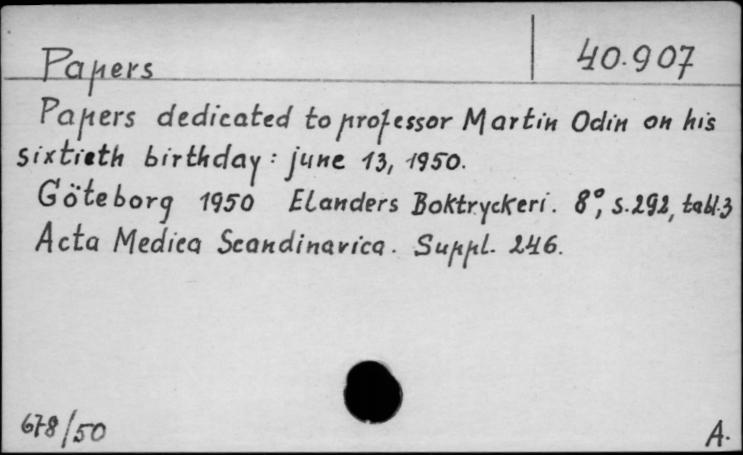 Papers 40.907
Papers dedicated to professor Martin Odin on his
sixtieth birthday: june 13, 1950.
Göteborg 1950 Elanders Boktryckeri. 8°, s.292, tabl.3
Acta Medica Scandinavica. Suppl. 246.
678/50 A.